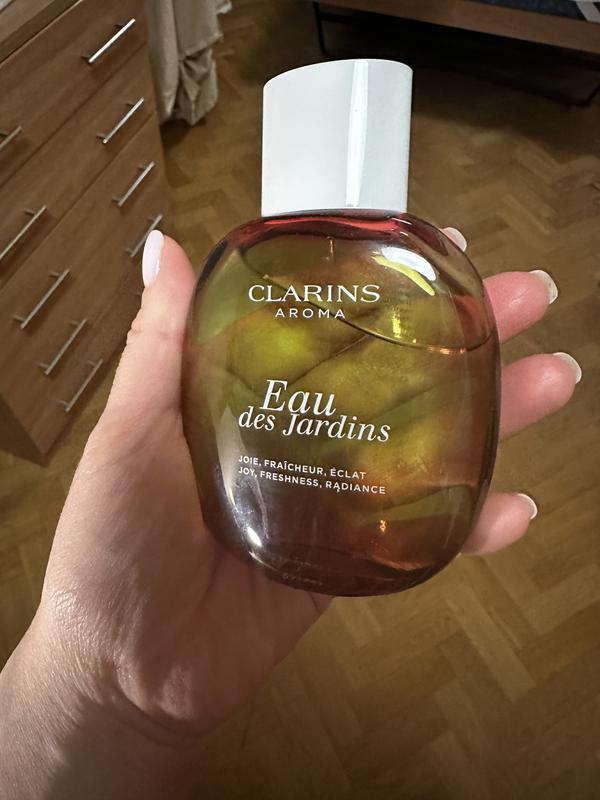 CLARINS
AROMA
Eau
des Jardins
JOIE, FRAÎCHEUR, ÉCLAT
JOY, FRESHNESS, RADIANCE